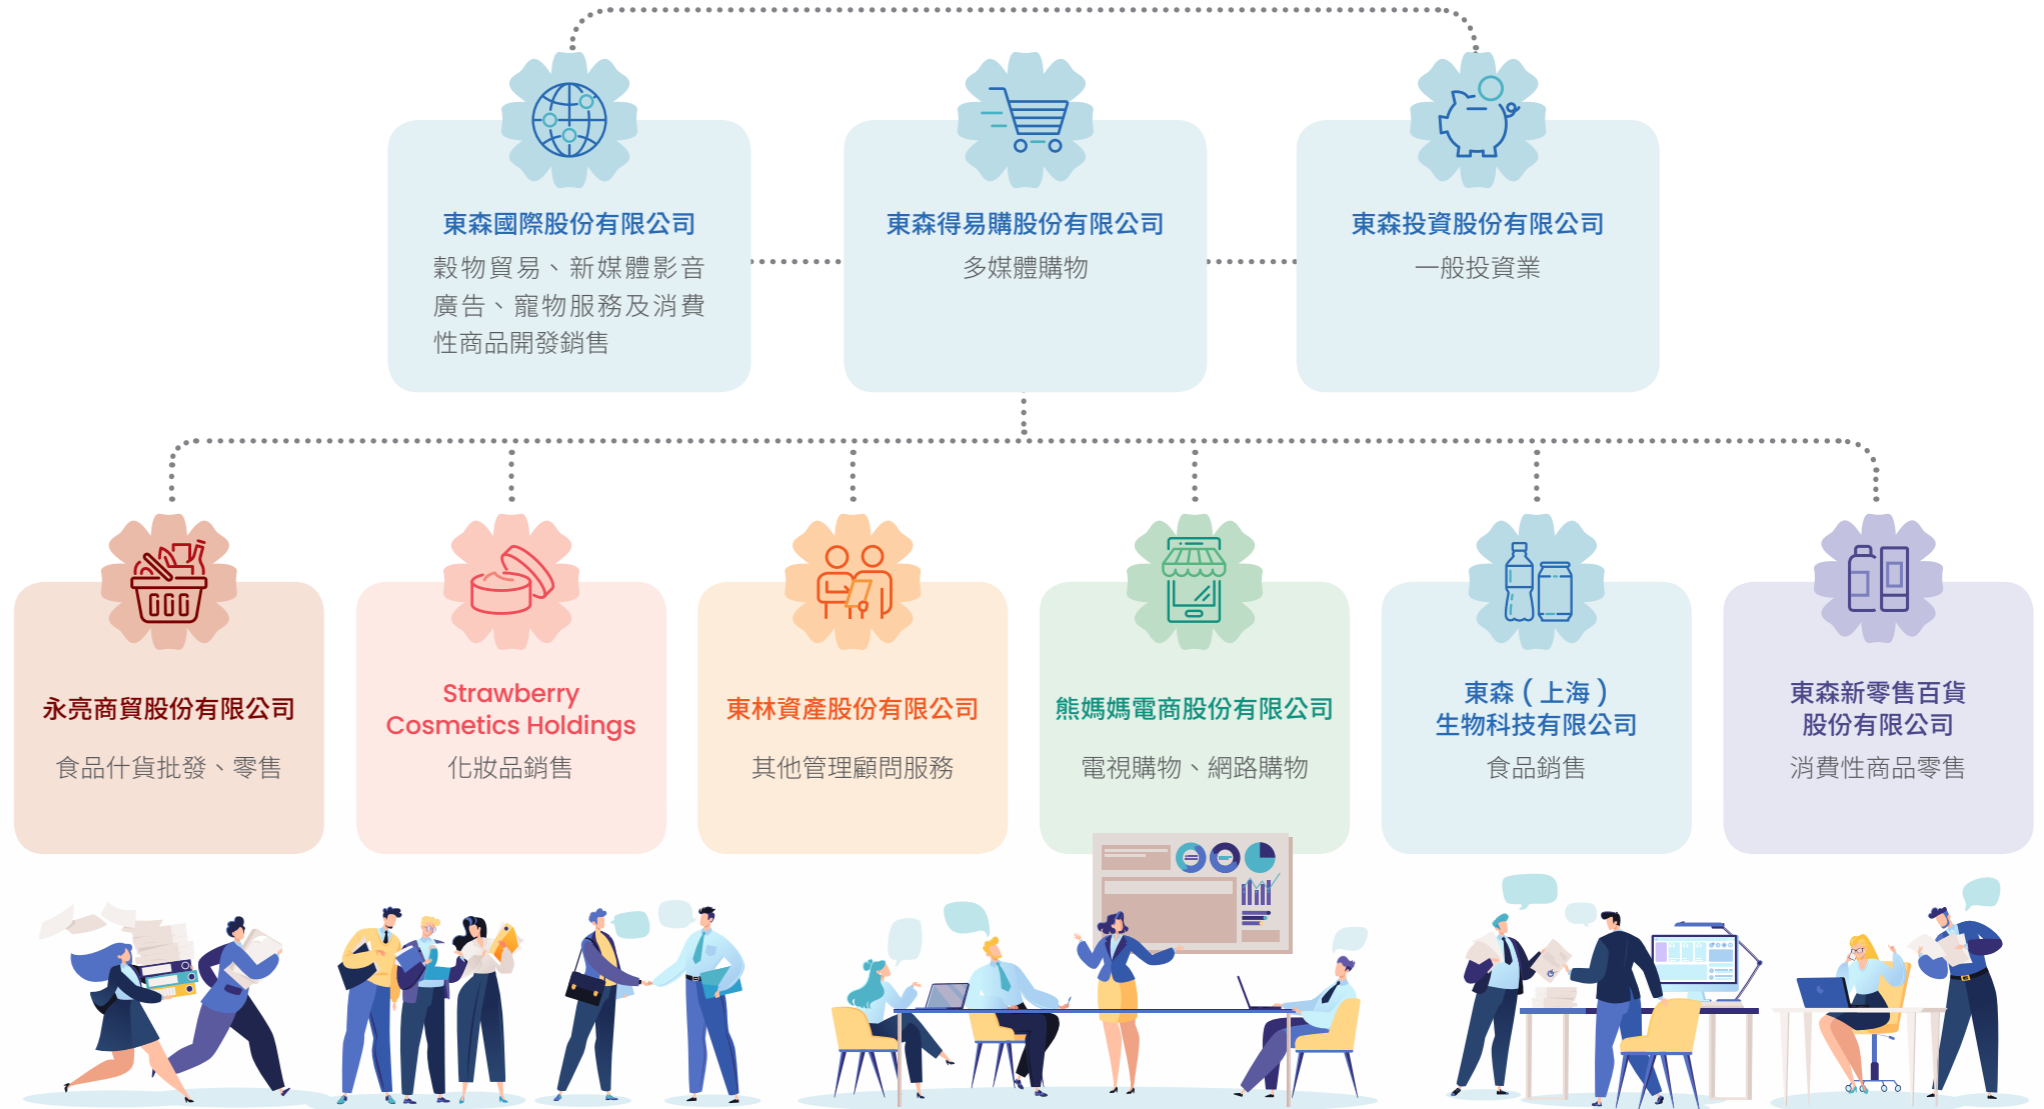 東森國際股份有限公司
穀物貿易、新媒體影音
廣告、寵物服務及消費
性商品開發銷售
東森得易購股份有限公司
多媒體購物
東森投資股份有限公司
一般投資業
永亮商貿股份有限公司
食品什貨批發、零售
Strawberry
Cosmetics Holdings
化妝品銷售
東林資產股份有限公司
其他管理顧問服務
熊媽媽電商股份有限公司
電視購物、網路購物
東森(上海)
生物科技有限公司
食品銷售
東森新零售百貨
股份有限公司
消費性商品零售